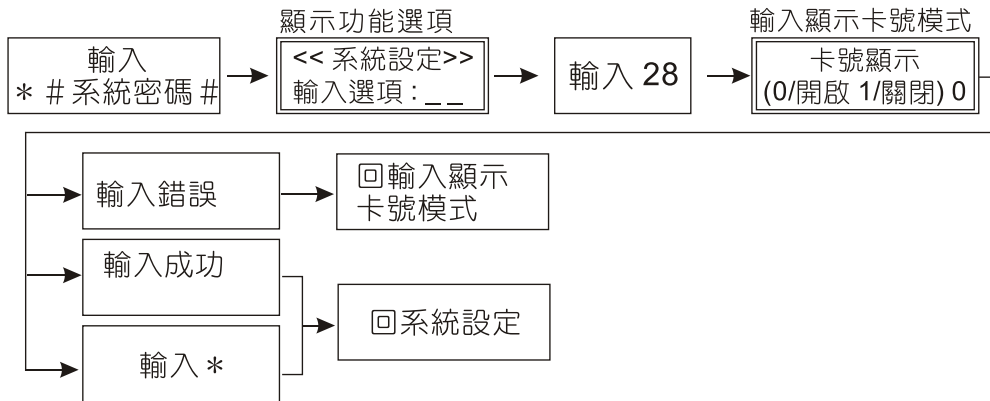 顯示功能選項
輸入顯示卡號模式
輸入
＊＃系統密碼＃
<< 系統設定>>
輸入選項：_ _
輸入 28
卡號顯示
(0/開啟 1/關閉) 0
輸入錯誤
回輸入顯示
卡號模式
輸入成功
回系統設定
輸入＊